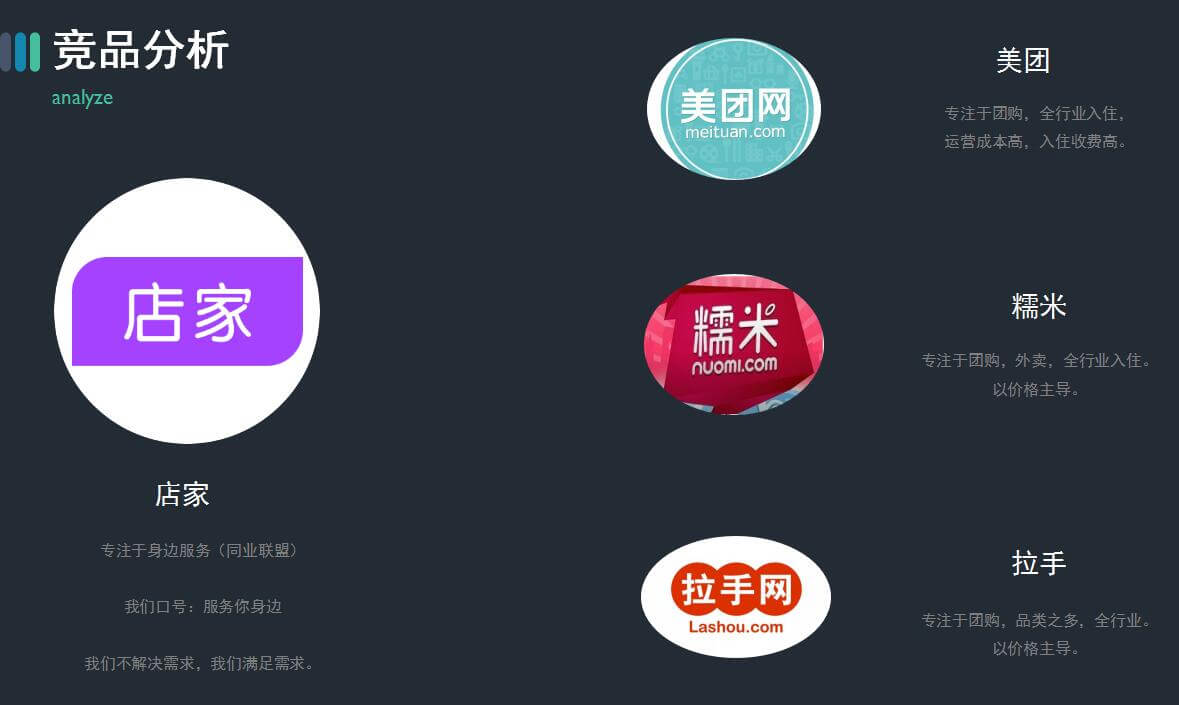 竞品分析
analyze
店家
店家
专注于身边服务（同业联盟）
我们口号：服务你身边
我们不解决需求，我们满足需求。
美团网
meituan.com
美团
专注于团购，全行业入住，
运营成本高，入住收费高。
糯米
nuomi.com
糯米
专注于团购，外卖，全行业入住。
以价格主导。
拉手网
Lashou.com
拉手
专注于团购，品类之多，全行业。
以价格主导。